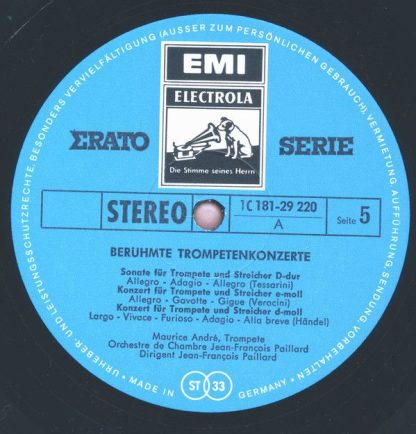 URHEBER- UND LEISTUNGSSCHUTZRECHTE, BESONDERS VERVIELFÄLTIGUNG (AUSSER ZUM PERSÖNLICHEN GEBRAUCH), VERMIETUNG, AUFFÜHRUNG, SENDUNG VORBEHALTEN
EMI
ELECTROLA
ERATO SERIE
Die Stimme seines Herrn
STEREO 1C 181-29 220 Seite 5
A
BERÜHMTE TROMPETENKONZERTE
Sonate für Trompete und Streicher D-dur
Allegro - Adagio - Allegro (Tessarini)
Konzert für Trompete und Streicher e-moll
Allegro - Gavotte - Gigue (Verocini)
Konzert für Trompete und Streicher d-moll
Largo - Vivace - Furioso - Adagio - Alla breve (Händel)
Maurice André, Trompete
Orchestre de Chambre Jean-François Paillard
Dirigent Jean-François Paillard
• MADE IN ST 33 GERMANY •